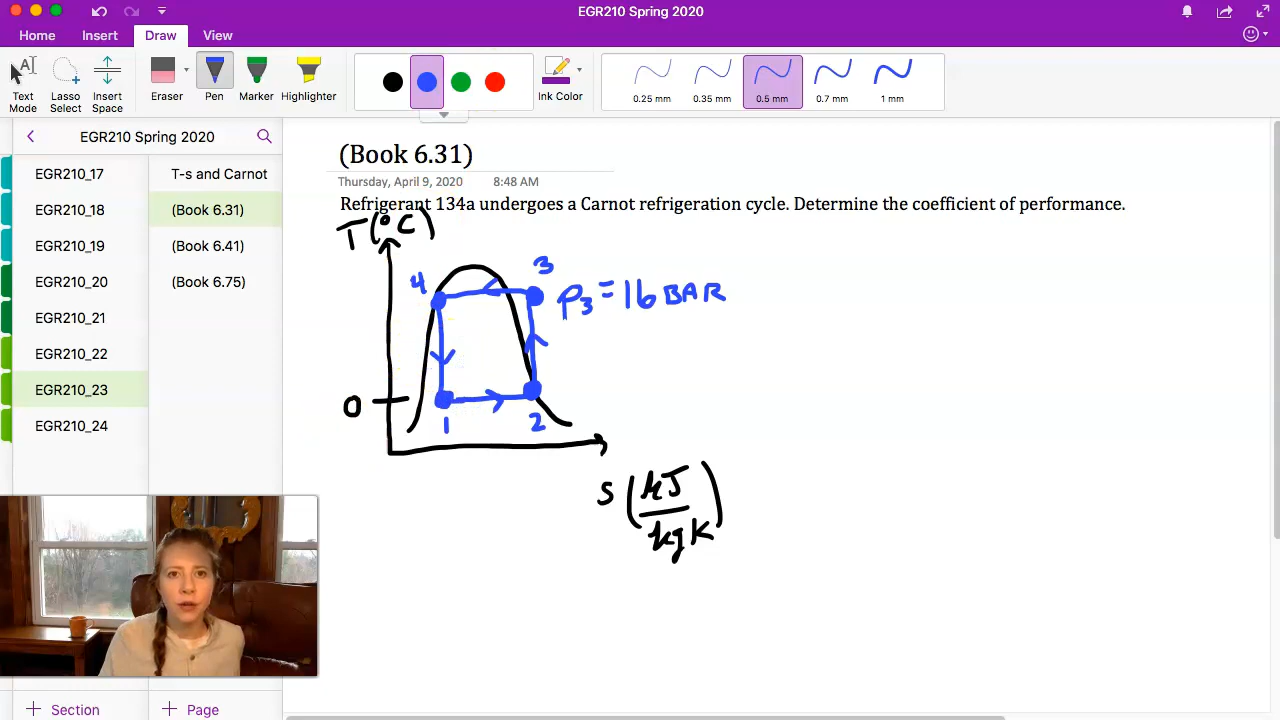 EGR210 Spring 2020
Home Insert Draw View
Text Mode
Lasso Select
Insert Space
Eraser
Pen
Marker
Highlighter
Ink Color
0.25 mm
0.35 mm
0.5 mm
0.7 mm
1 mm
EGR210 Spring 2020
EGR210_17
EGR210_18
EGR210_19
EGR210_20
EGR210_21
EGR210_22
EGR210_23
EGR210_24
T-s and Carnot
(Book 6.31)
(Book 6.41)
(Book 6.75)
+ Section
+ Page
(Book 6.31)
Thursday, April 9, 2020 8:48 AM
Refrigerant 134a undergoes a Carnot refrigeration cycle. Determine the coefficient of performance.
T(°C)
4 3
P3 = 16 BAR
0
1 2
s (kJ/kgK)